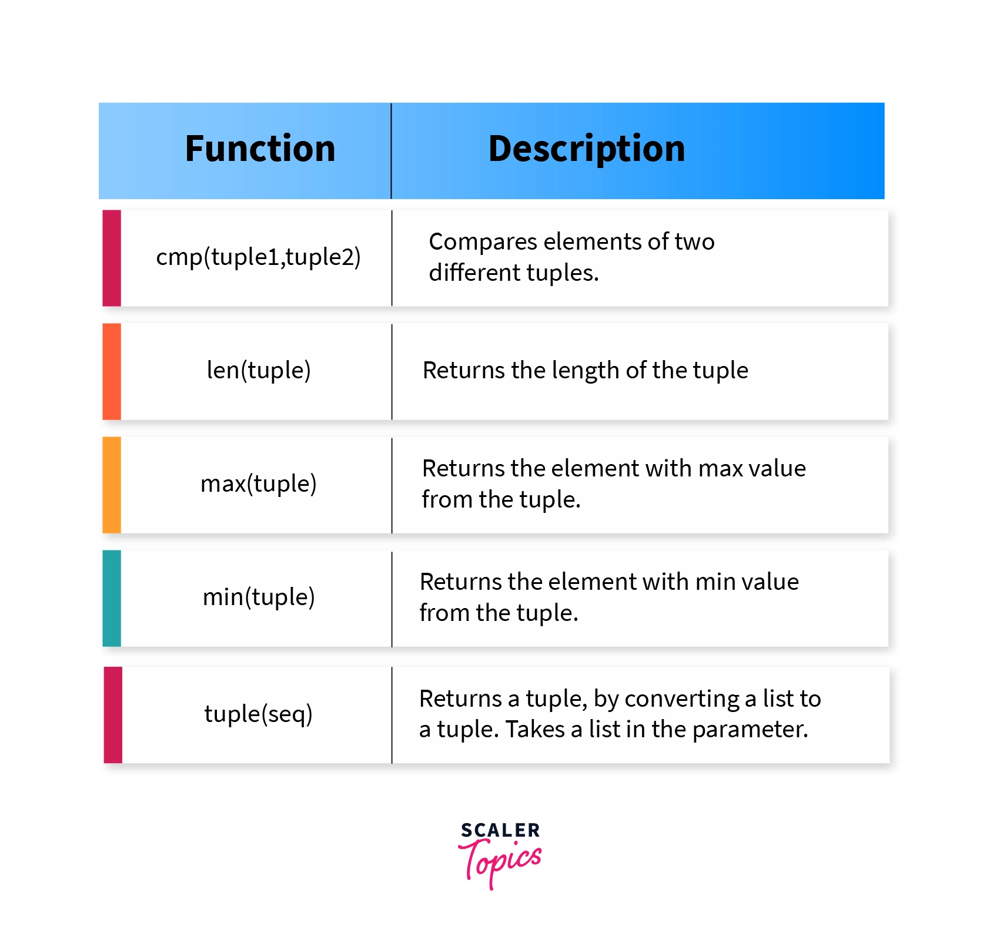 Function
Description
cmp(tuple1,tuple2)
Compares elements of two
different tuples.
len(tuple)
Returns the length of the tuple
max(tuple)
Returns the element with max value
from the tuple.
min(tuple)
Returns the element with min value
from the tuple.
tuple(seq)
Returns a tuple, by converting a list to
a tuple. Takes a list in the parameter.
SCALER
Topics